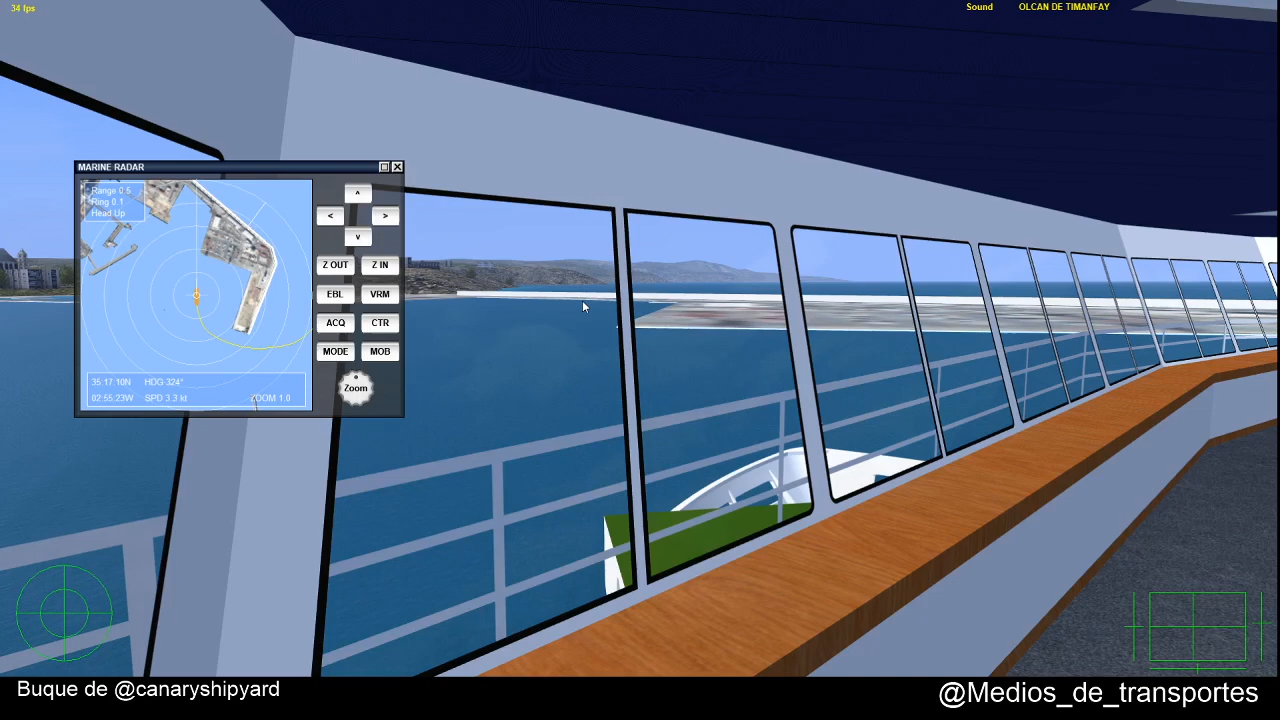 34 fps
Sound OLCAN DE TIMANFAY
MARINE RADAR
Range 0.5
Ring 0.1
Head Up
^
< >
v
Z OUT Z IN
EBL VRM
ACQ CTR
MODE MOB
Zoom
35:17:10N HDG 324°
02:55:23W SPD 3.3 kt ZOOM 1.0
Buque de @canaryshipyard
@Medios_de_transportes